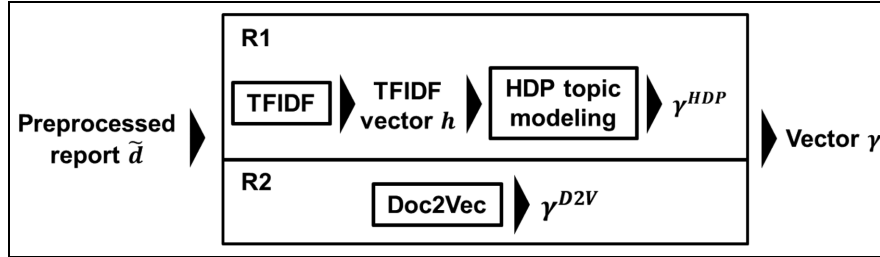 R1
TFIDF
TFIDF
vector h
HDP topic
modeling
γ^HDP
Preprocessed
report d̃
Vector γ
R2
Doc2Vec
γ^D2V